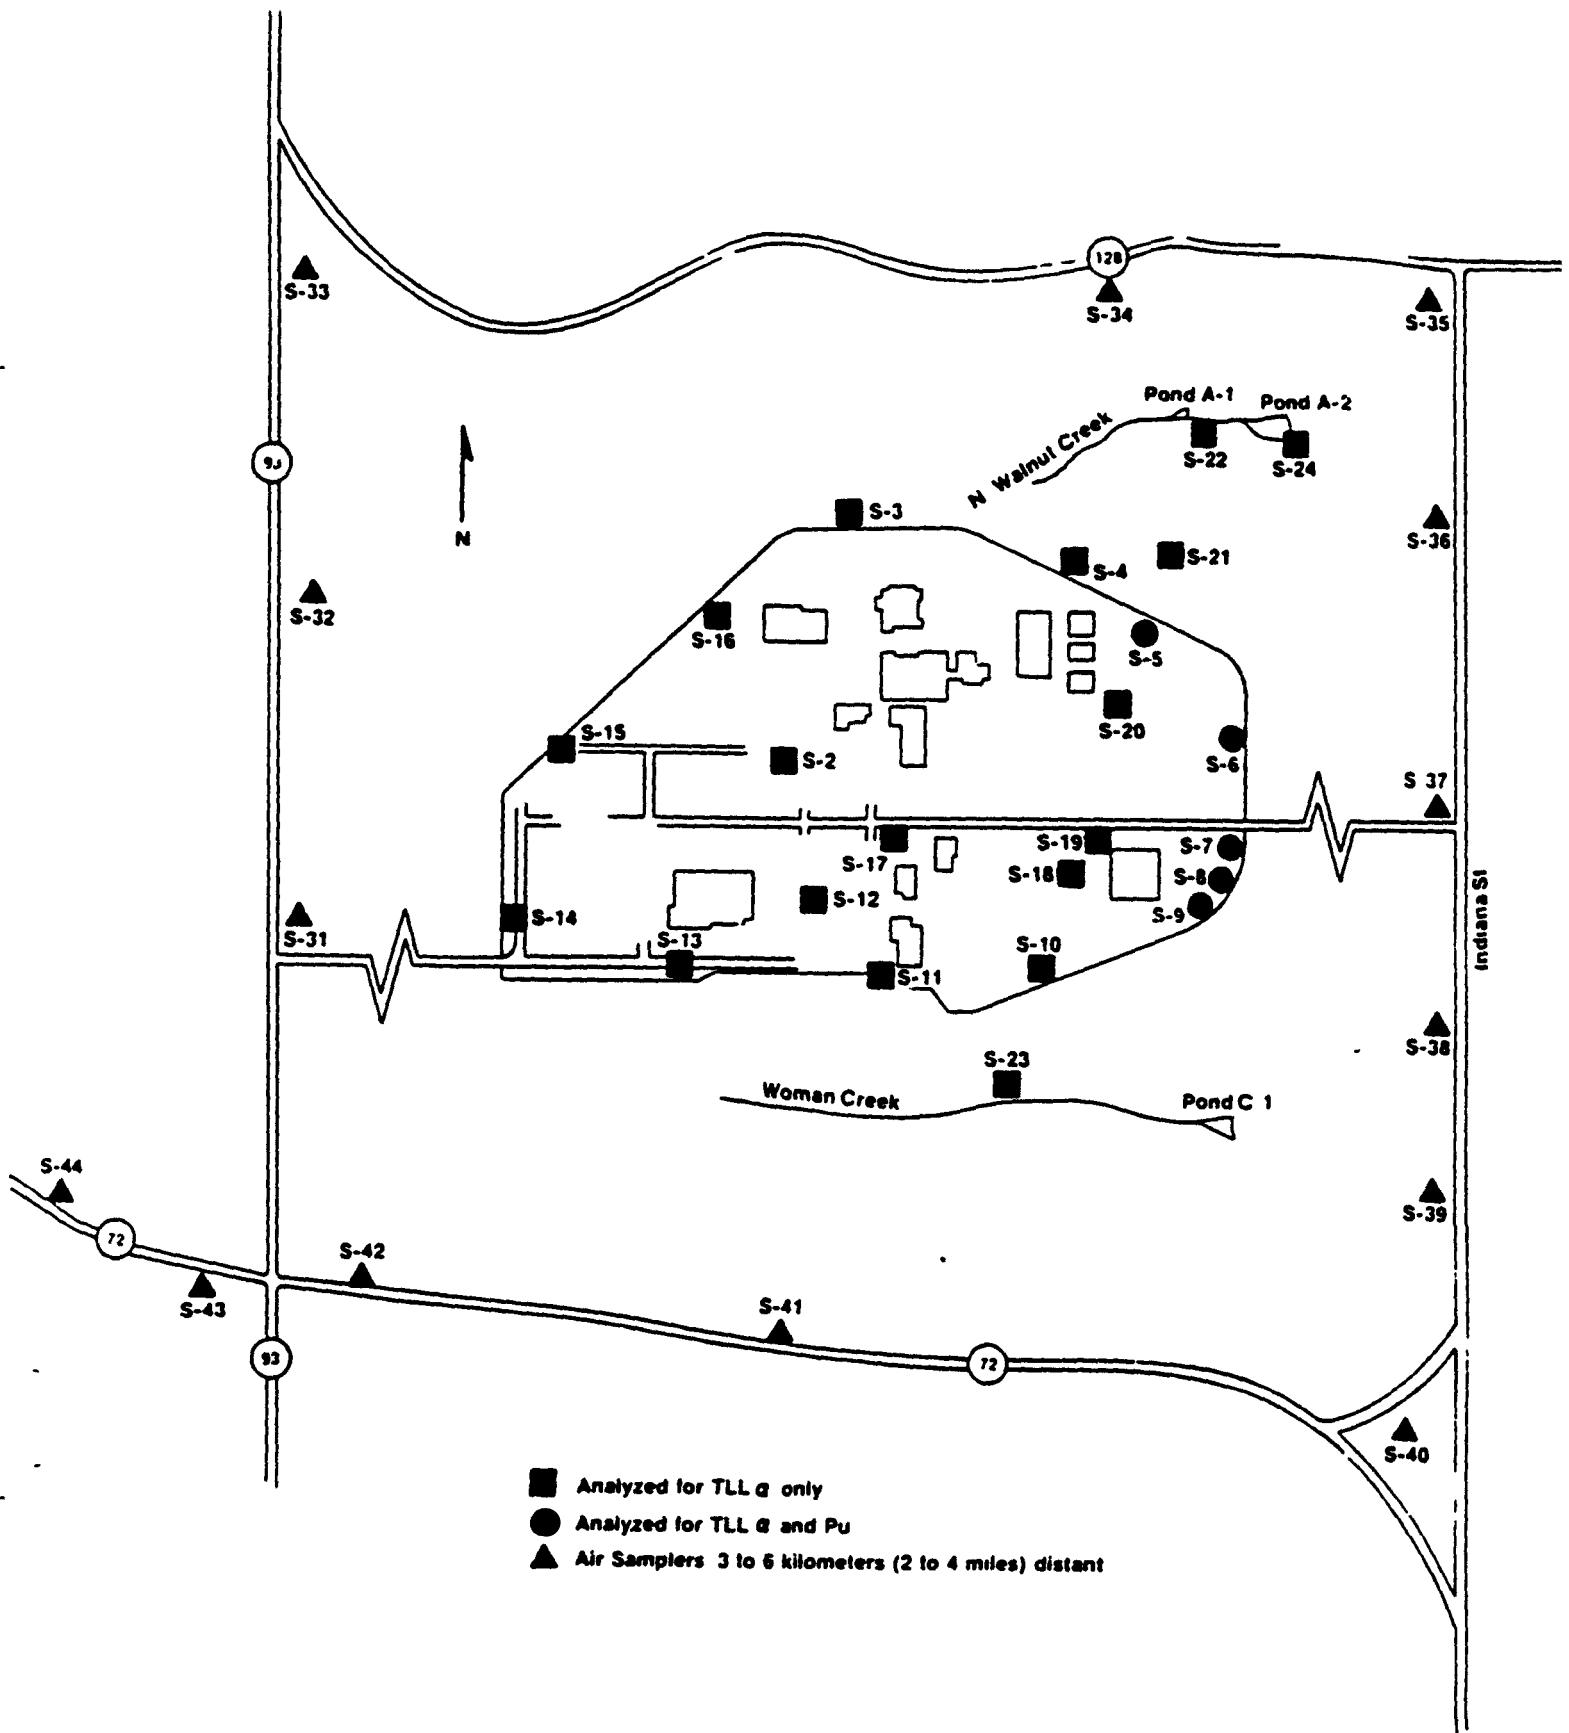 128
S-33
S-34
S-35
Pond A-1
Pond A-2
N Walnut Creek
S-22
S-24
93
N
S-3
S-36
S-4
S-21
S-32
S-16
S-5
S-15
S-20
S-2
S-6
S 37
S-19
S-7
S-17
S-18
S-8
S-12
S-9
S-14
S-31
S-13
S-10
S-11
Indiana St
S-38
S-23
Woman Creek
Pond C 1
S-44
S-39
72
S-42
S-43
S-41
93
72
S-40
Analyzed for TLL α only
Analyzed for TLL α and Pu
Air Samplers 3 to 6 kilometers (2 to 4 miles) distant